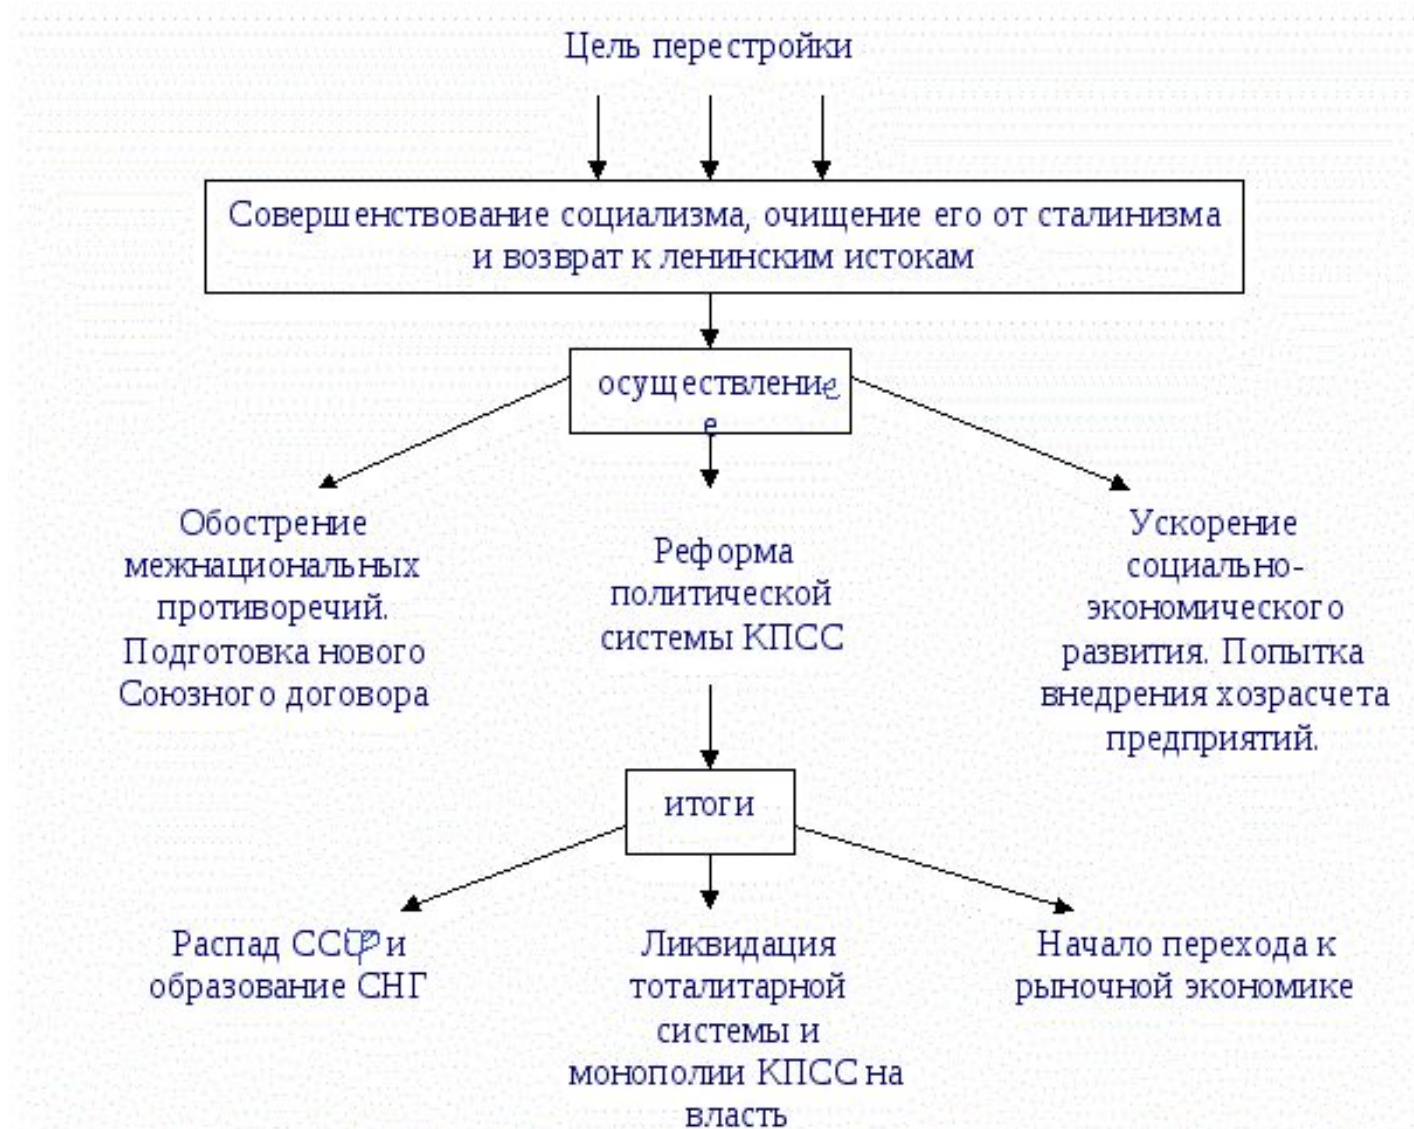 Цель перестройки
Совершенствование социализма, очищение его от сталинизма
и возврат к ленинским истокам
осуществление
е
Обострение
межнациональных
противоречий.
Подготовка нового
Союзного договора
Реформа
политической
системы КПСС
Ускорение
социально-
экономического
развития. Попытка
внедрения хозрасчета
предприятий.
итоги
Распад СССР и
образование СНГ
Ликвидация
тоталитарной
системы и
монополии КПСС на
власть
Начало перехода к
рыночной экономике